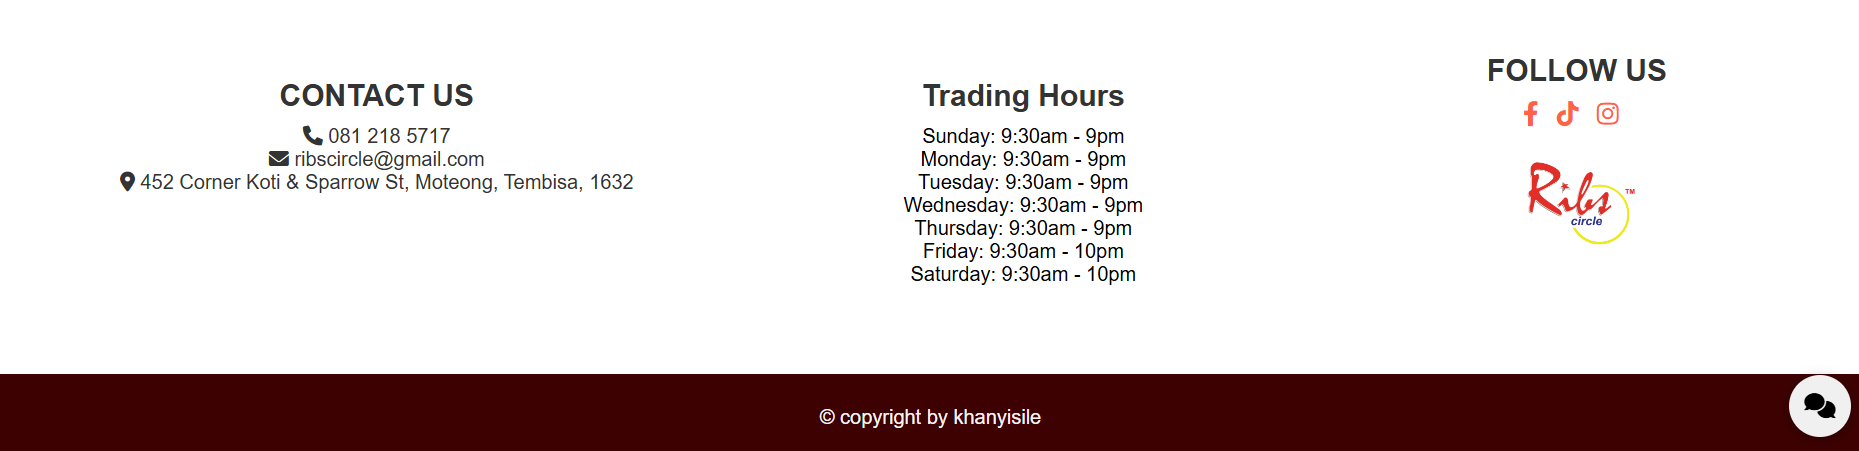 CONTACT US
081 218 5717
ribscircle@gmail.com
452 Corner Koti & Sparrow St, Moteong, Tembisa, 1632
Trading Hours
Sunday: 9:30am - 9pm
Monday: 9:30am - 9pm
Tuesday: 9:30am - 9pm
Wednesday: 9:30am - 9pm
Thursday: 9:30am - 9pm
Friday: 9:30am - 10pm
Saturday: 9:30am - 10pm
FOLLOW US
Ribs TM
circle
© copyright by khanyisile